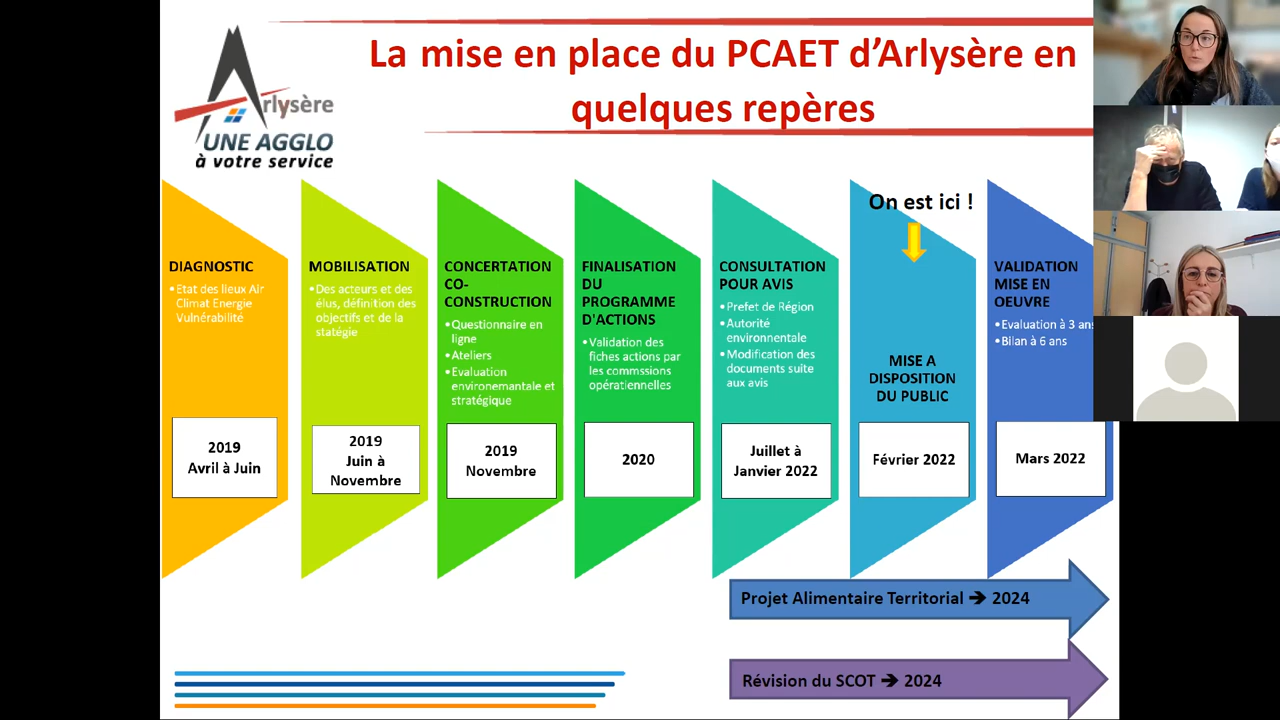 La mise en place du PCAET d'Arlysère en
quelques repères
Arlysère
UNE AGGLO
à votre service
DIAGNOSTIC
•Etat des lieux Air
Climat Energie
Vulnérabilité
2019
Avril à Juin
MOBILISATION
•Des acteurs et des
élus, définition des
objectifs et de la
statégie
2019
Juin à
Novembre
CONCERTATION
CO-
CONSTRUCTION
•Questionnaire en
ligne
•Ateliers
•Evaluation
environemantale et
stratégique
2019
Novembre
FINALISATION
DU
PROGRAMME
D'ACTIONS
•Validation des
fiches actions par
les commssions
opérationnelles
2020
CONSULTATION
POUR AVIS
•Prefet de Région
•Autorité
environnentale
•Modification des
documents suite
aux avis
Juillet à
Janvier 2022
On est ici !
MISE A
DISPOSITION
DU PUBLIC
Février 2022
VALIDATION
MISE EN
OEUVRE
•Evaluation à 3 ans
•Bilan à 6 ans
Mars 2022
Projet Alimentaire Territorial ➔ 2024
Révision du SCOT ➔ 2024